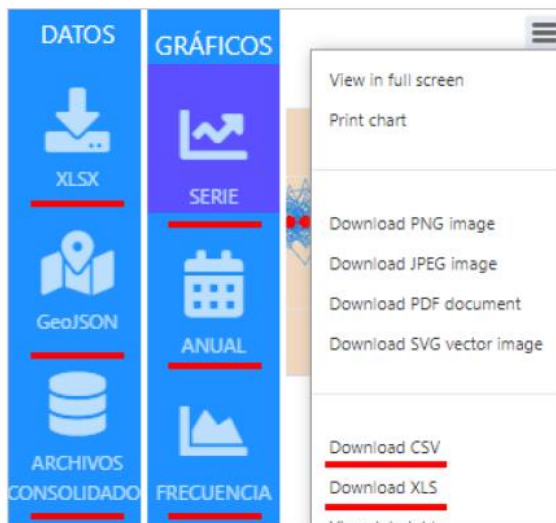 DATOS
XLSX
GeoJSON
ARCHIVOS
CONSOLIDADO
GRÁFICOS
SERIE
ANUAL
FRECUENCIA
View in full screen
Print chart
Download PNG image
Download JPEG image
Download PDF document
Download SVG vector image
Download CSV
Download XLS